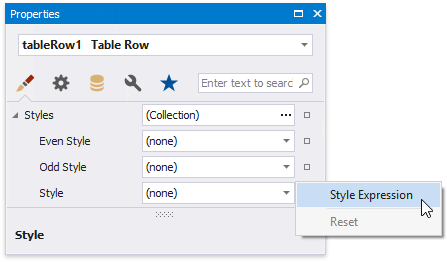 Properties
tableRow1 Table Row
Enter text to searc
Styles (Collection) ...
Even Style (none)
Odd Style (none)
Style (none)
Style Expression
Reset
Style